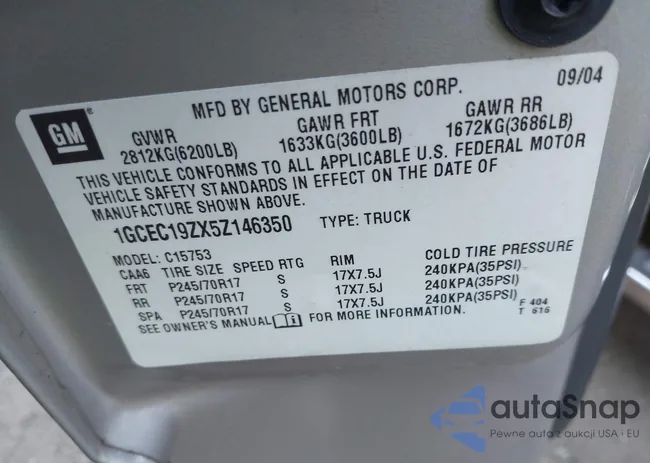 09/04
MFD BY GENERAL MOTORS CORP.
GM
GVWR GAWR FRT GAWR RR
2812KG(6200LB) 1633KG(3600LB) 1672KG(3686LB)
THIS VEHICLE CONFORMS TO ALL APPLICABLE U.S. FEDERAL MOTOR
VEHICLE SAFETY STANDARDS IN EFFECT ON THE DATE OF
MANUFACTURE SHOWN ABOVE.
1GCEC19ZX5Z146350 TYPE: TRUCK
MODEL: C15753
CAA6 TIRE SIZE SPEED RTG RIM COLD TIRE PRESSURE
FRT P245/70R17 S 17X7.5J 240KPA(35PSI)
RR P245/70R17 S 17X7.5J 240KPA(35PSI)
SPA P245/70R17 S 17X7.5J 240KPA(35PSI)
SEE OWNER'S MANUAL FOR MORE INFORMATION.
F 404
T 616
autoSnap
Pewne auta z aukcji USA i EU